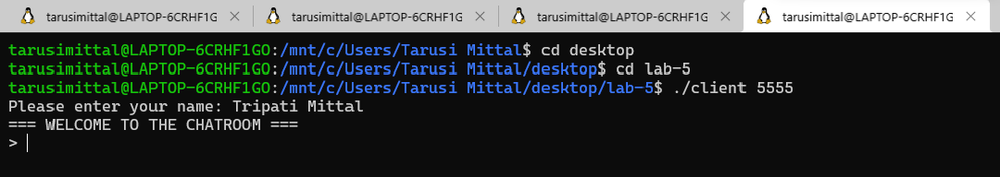 tarusimittal@LAPTOP-6CRHF1G tarusimittal@LAPTOP-6CRHF1G tarusimittal@LAPTOP-6CRHF1G tarusimittal@LAPTOP-6CRHF1G
tarusimittal@LAPTOP-6CRHF1GO:/mnt/c/Users/Tarusi Mittal$ cd desktop
tarusimittal@LAPTOP-6CRHF1GO:/mnt/c/Users/Tarusi Mittal/desktop$ cd lab-5
tarusimittal@LAPTOP-6CRHF1GO:/mnt/c/Users/Tarusi Mittal/desktop/lab-5$ ./client 5555
Please enter your name: Tripati Mittal
=== WELCOME TO THE CHATROOM ===
>